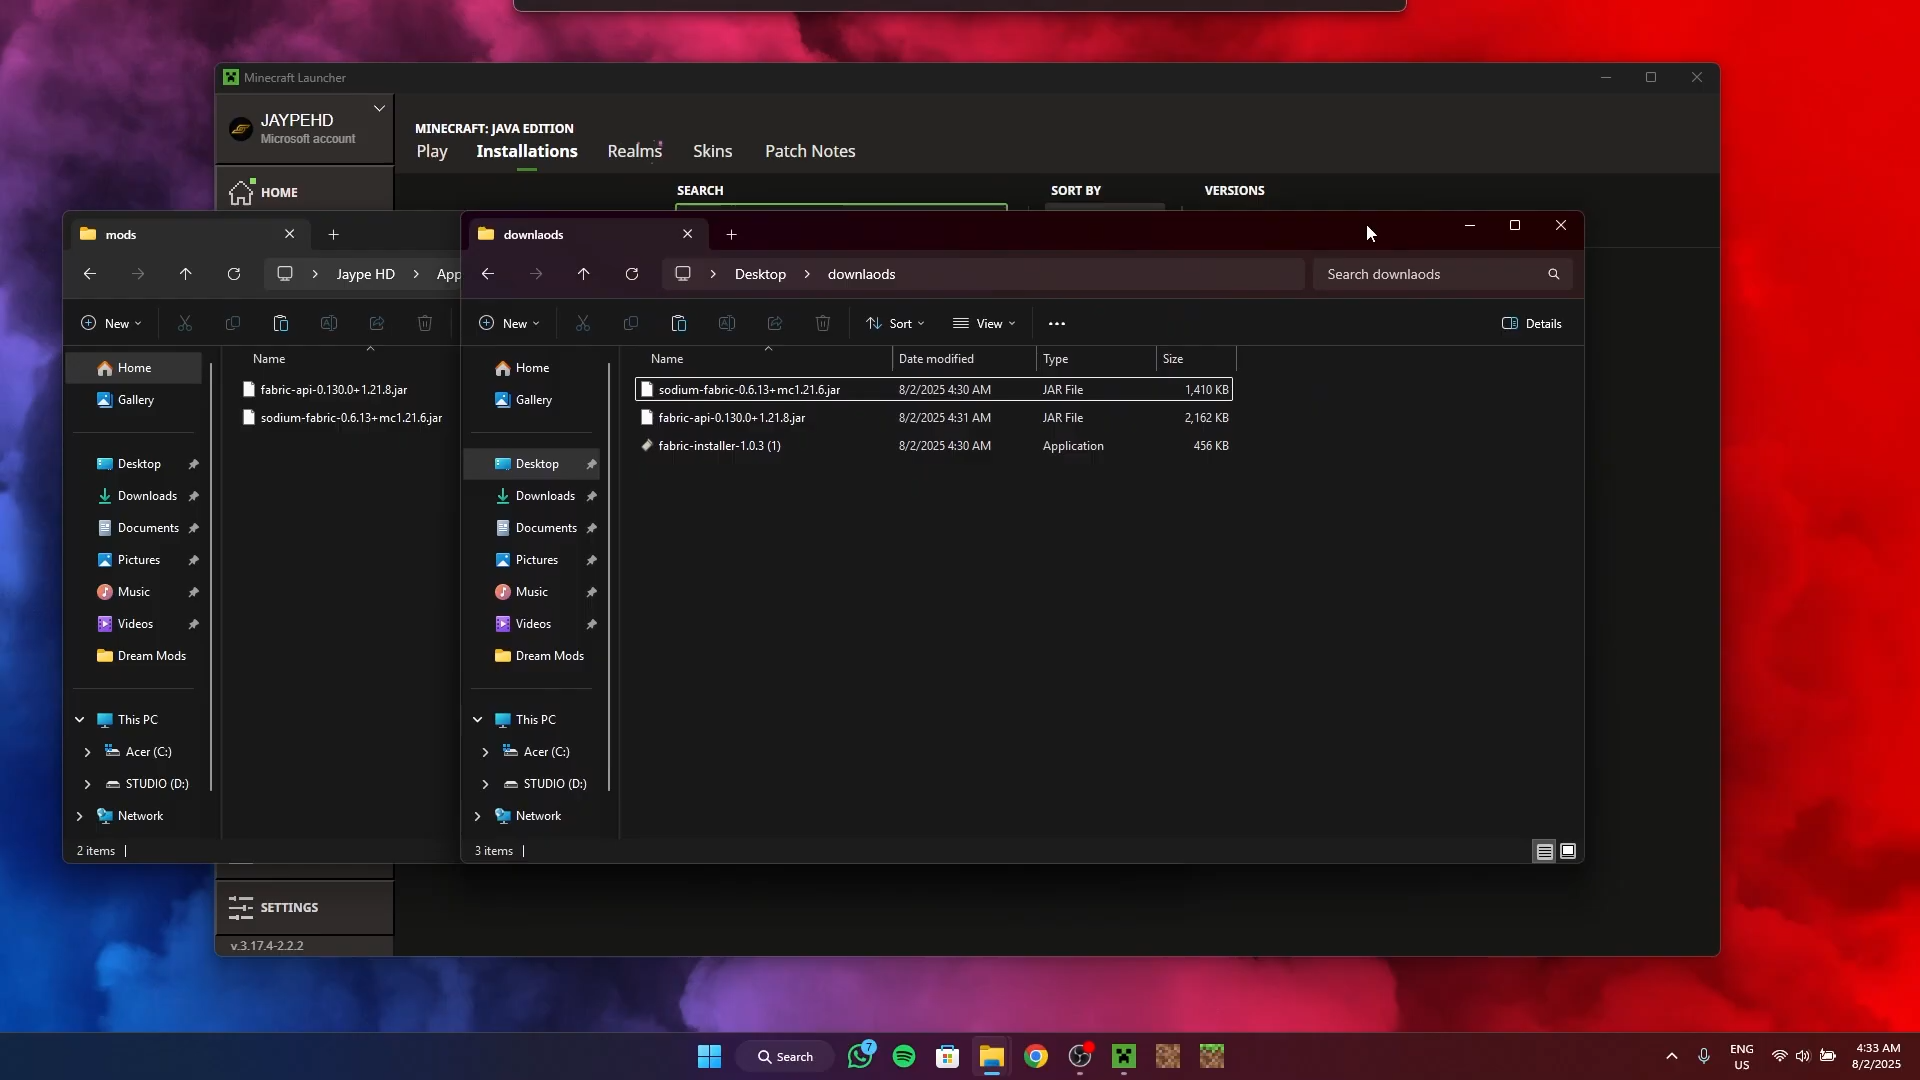 Minecraft Launcher
JAYPEHD
Microsoft account
MINECRAFT: JAVA EDITION
Play Installations Realms Skins Patch Notes
HOME
SEARCH SORT BY VERSIONS
mods
Jaype HD App
New
Home
Gallery
Desktop
Downloads
Documents
Pictures
Music
Videos
Dream Mods
This PC
Acer (C:)
STUDIO (D:)
Network
Name
fabric-api-0.130.0+1.21.8.jar
sodium-fabric-0.6.13+mc1.21.6.jar
2 items
downlaods
Desktop downlaods
Search downlaods
New Sort View Details
Home
Gallery
Desktop
Downloads
Documents
Pictures
Music
Videos
Dream Mods
This PC
Acer (C:)
STUDIO (D:)
Network
Name Date modified Type Size
sodium-fabric-0.6.13+mc1.21.6.jar 8/2/2025 4:30 AM JAR File 1,410 KB
fabric-api-0.130.0+1.21.8.jar 8/2/2025 4:31 AM JAR File 2,162 KB
fabric-installer-1.0.3 (1) 8/2/2025 4:30 AM Application 456 KB
3 items
SETTINGS
v.3.17.4-2.2.2
Search
7
ENG
US
4:33 AM
8/2/2025